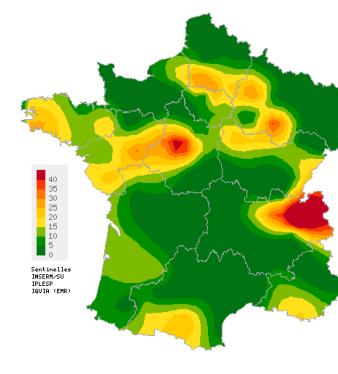 40
35
30
25
20
15
10
5
0
Sentinelles
INSERM/SU
IPLESP
IQVIA (EMR)